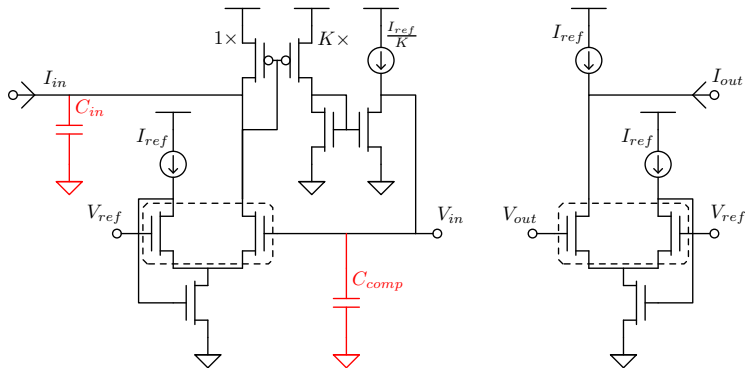 1×
K×
I_ref/K
I_ref
I_in
I_out
C_in
I_ref
I_ref
V_ref
V_in
V_out
V_ref
C_comp